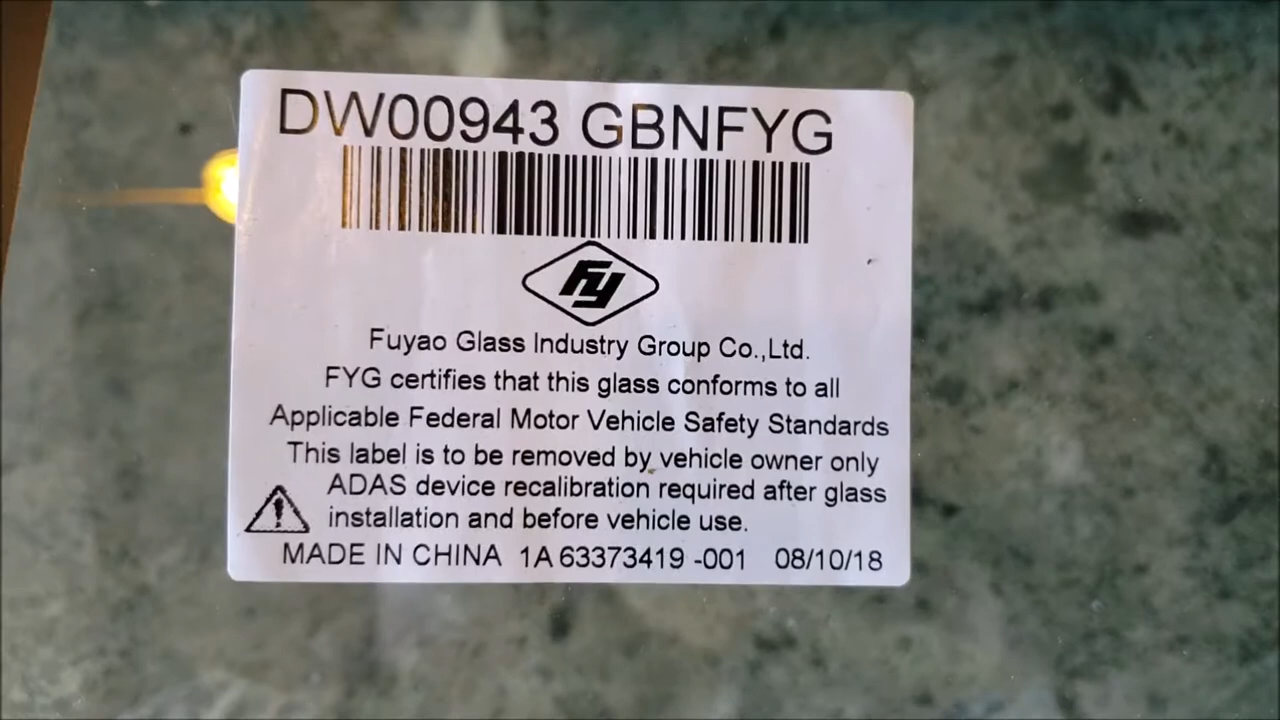 DW00943 GBNFYG
FY
Fuyao Glass Industry Group Co.,Ltd.
FYG certifies that this glass conforms to all
Applicable Federal Motor Vehicle Safety Standards
This label is to be removed by vehicle owner only
ADAS device recalibration required after glass
installation and before vehicle use.
MADE IN CHINA 1A 63373419 -001 08/10/18